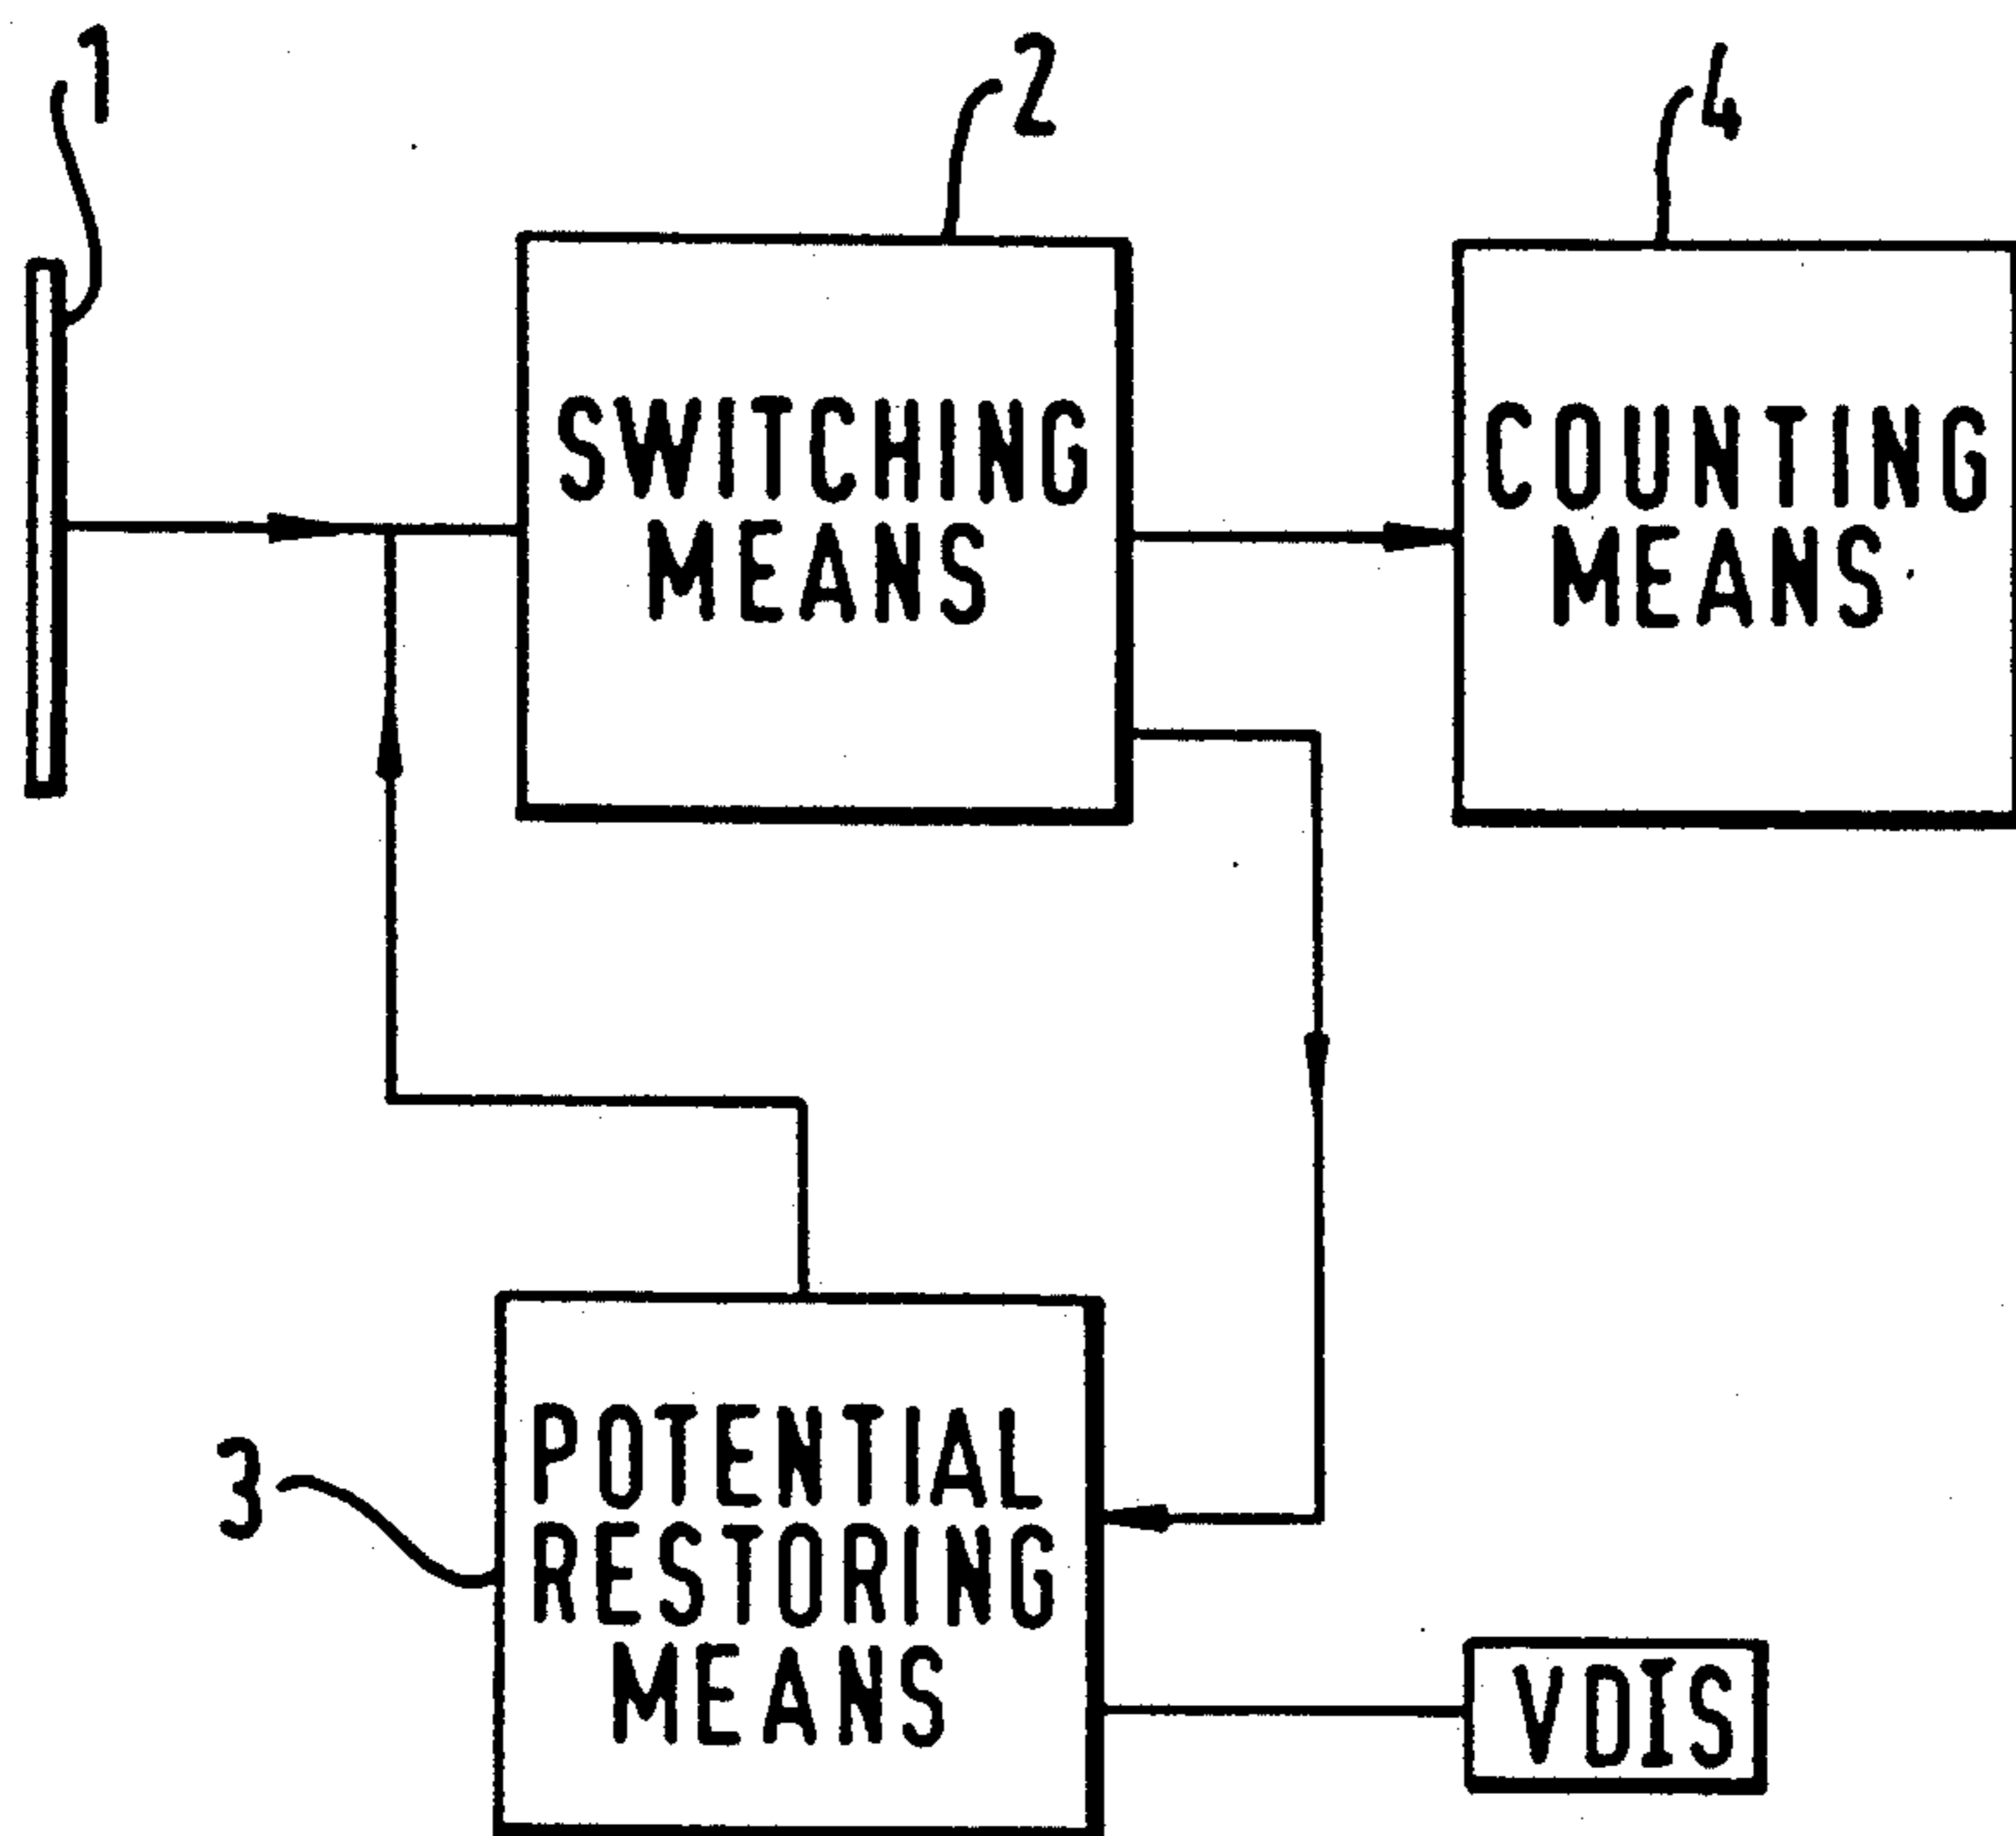 1
2
4
SWITCHING
MEANS
COUNTING
MEANS
3
POTENTIAL
RESTORING
MEANS
VDIS